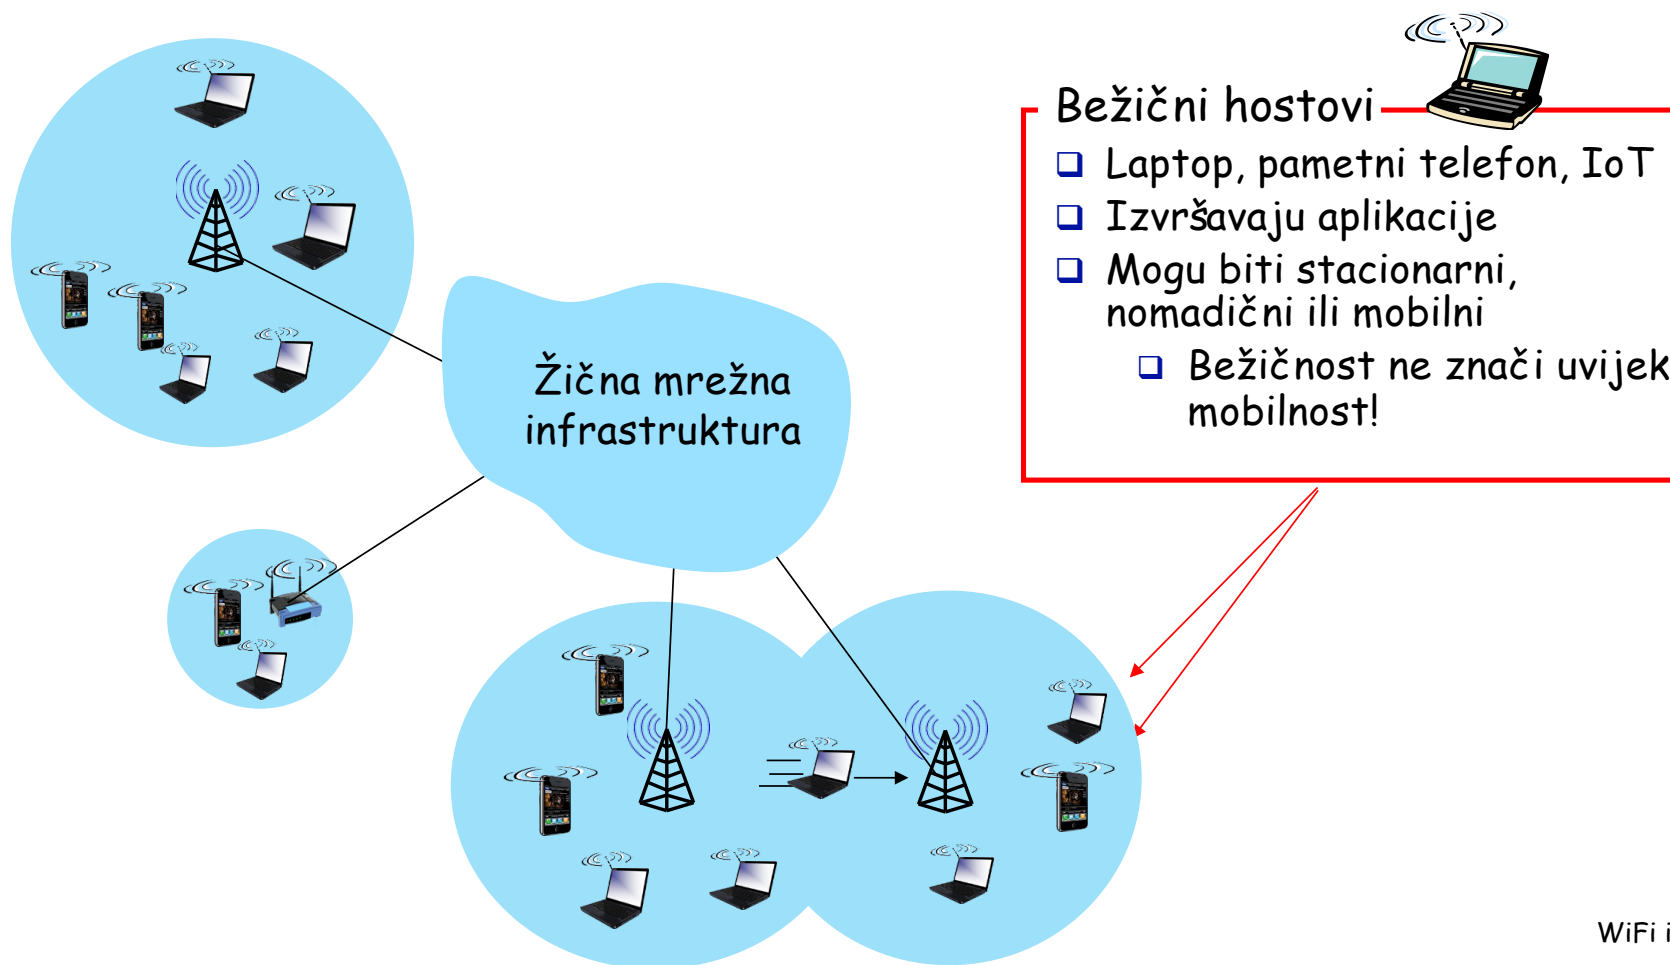 Bežični hostovi
Laptop, pametni telefon, IoT
Izvršavaju aplikacije
Mogu biti stacionarni,
nomadični ili mobilni
Bežičnost ne znači uvijek
mobilnost!
Žična mrežna
infrastruktura
WiFi i